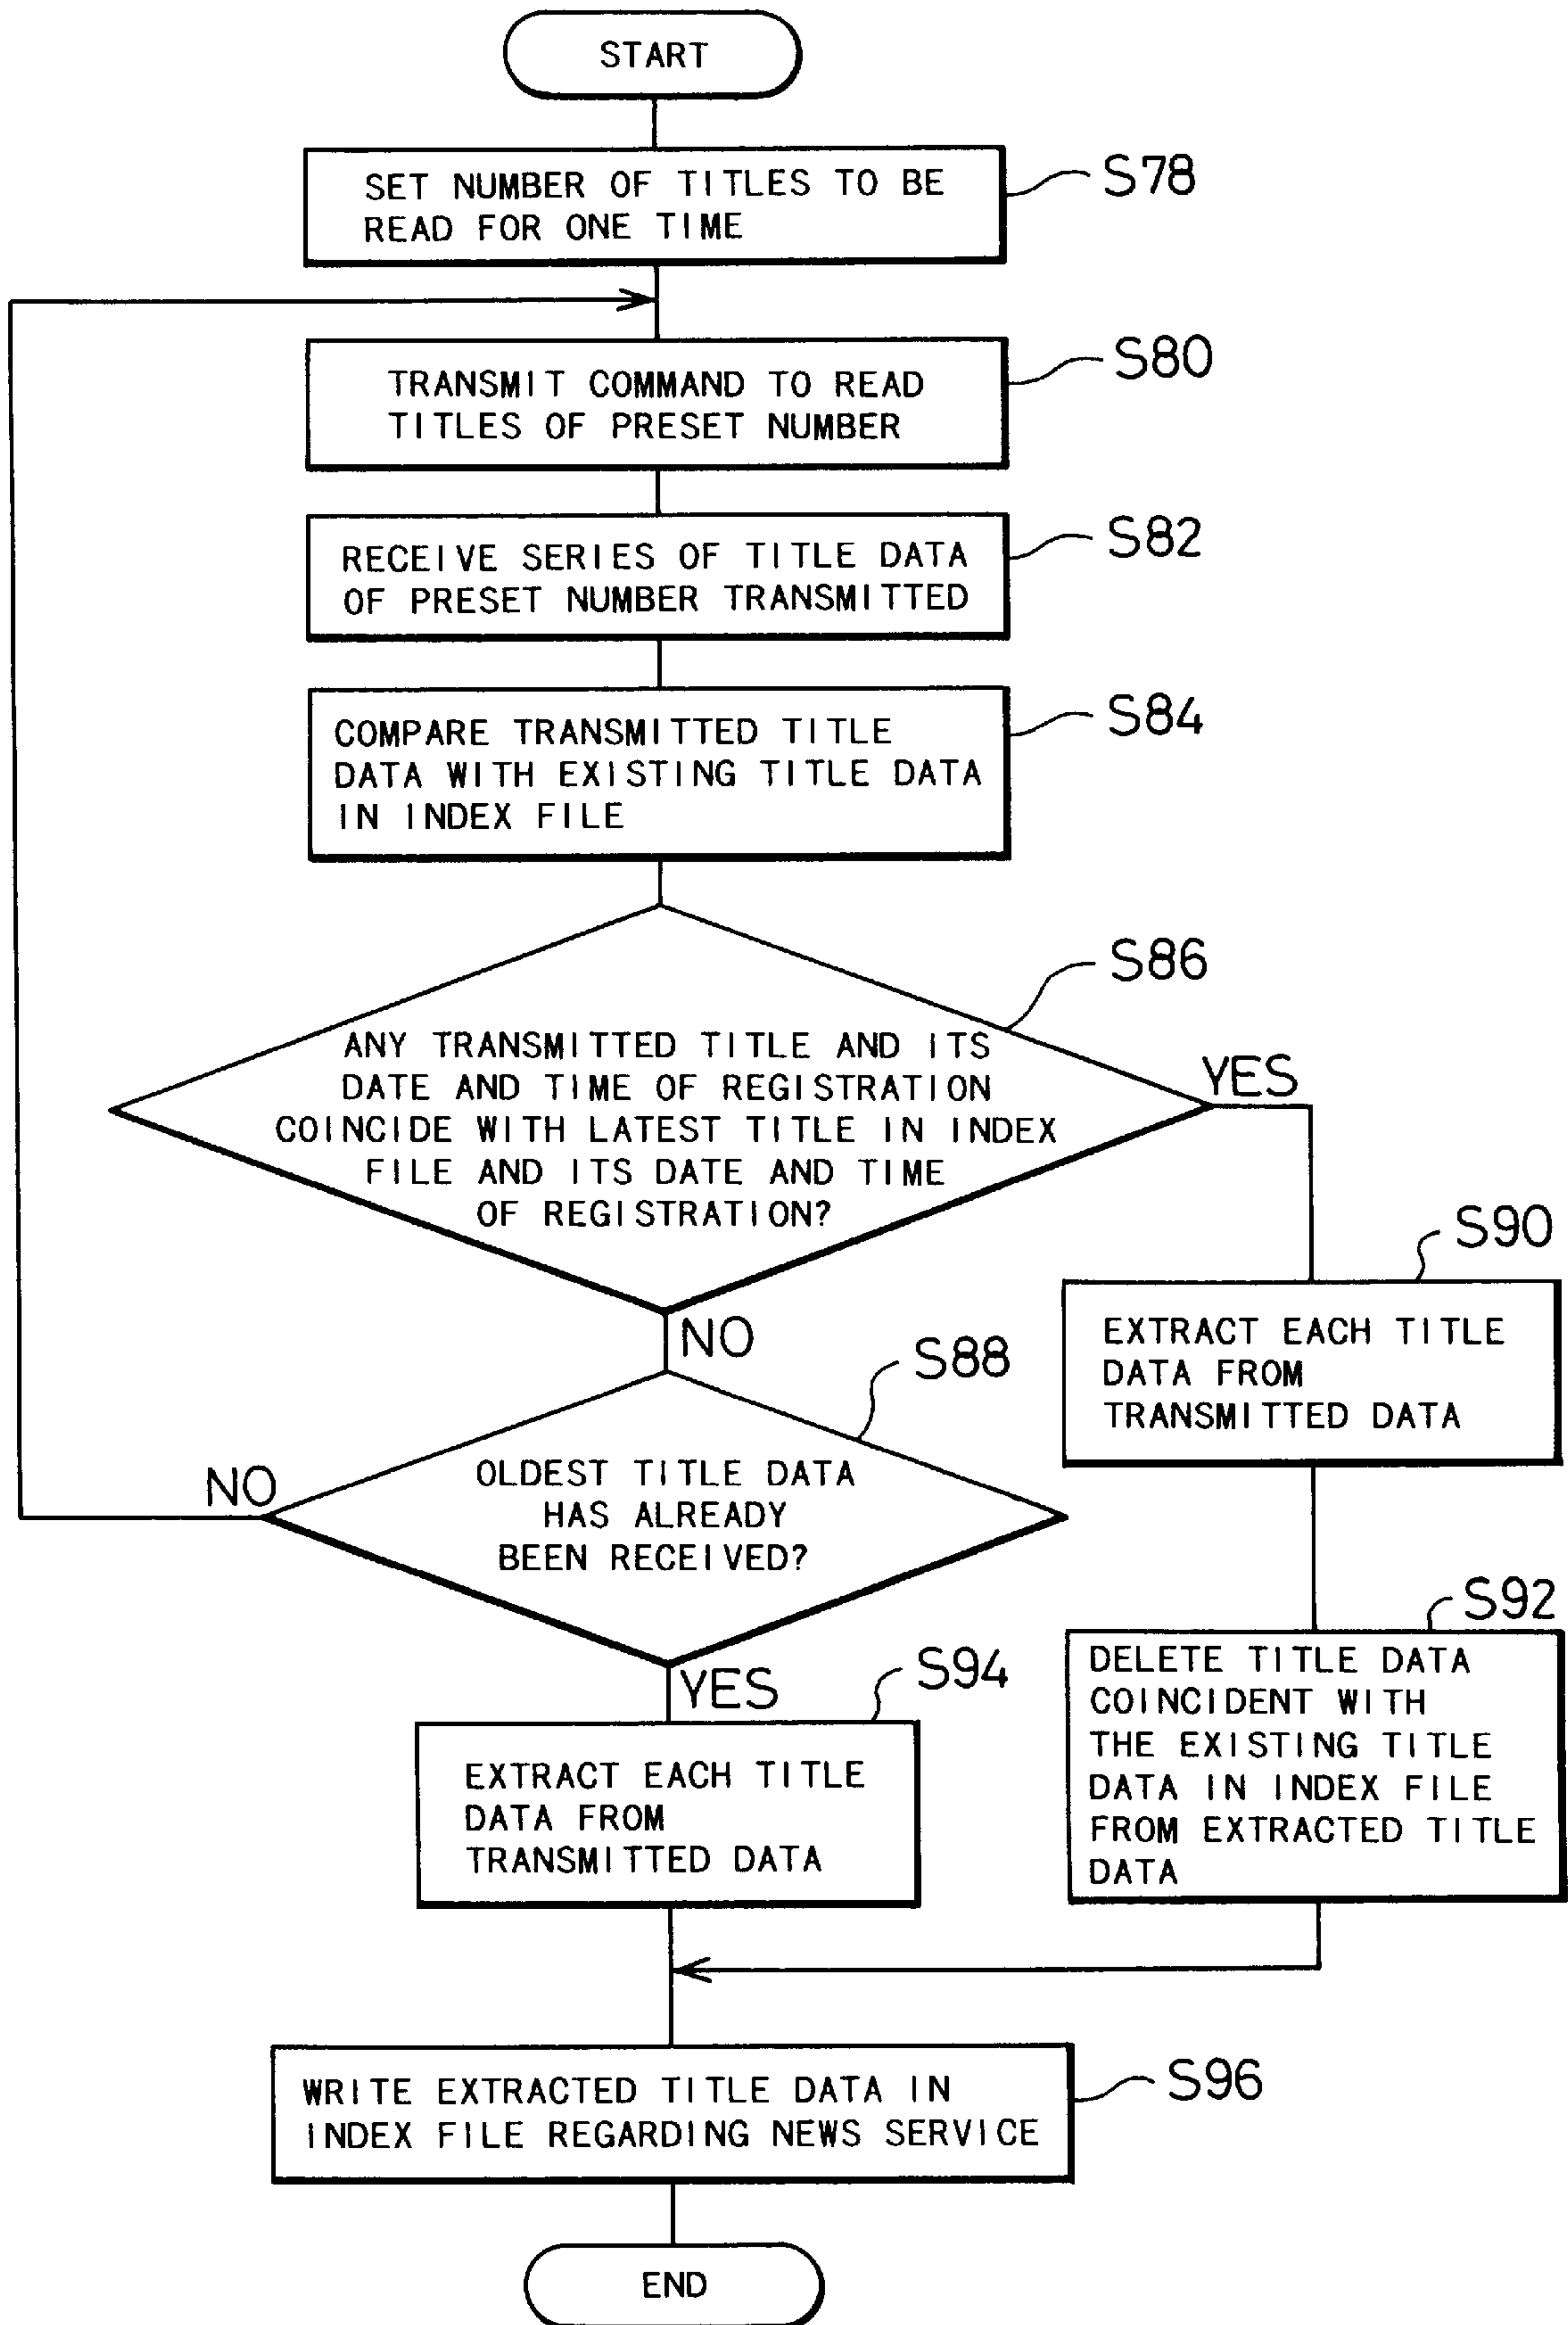 START
SET NUMBER OF TITLES TO BE
READ FOR ONE TIME
S78
TRANSMIT COMMAND TO READ
TITLES OF PRESET NUMBER
S80
RECEIVE SERIES OF TITLE DATA
OF PRESET NUMBER TRANSMITTED
S82
COMPARE TRANSMITTED TITLE
DATA WITH EXISTING TITLE DATA
IN INDEX FILE
S84
ANY TRANSMITTED TITLE AND ITS
DATE AND TIME OF REGISTRATION
COINCIDE WITH LATEST TITLE IN INDEX
FILE AND ITS DATE AND TIME
OF REGISTRATION?
S86
YES
NO
S90
EXTRACT EACH TITLE
DATA FROM
TRANSMITTED DATA
OLDEST TITLE DATA
HAS ALREADY
BEEN RECEIVED?
S88
NO
YES
S92
DELETE TITLE DATA
COINCIDENT WITH
THE EXISTING TITLE
DATA IN INDEX FILE
FROM EXTRACTED TITLE
DATA
S94
EXTRACT EACH TITLE
DATA FROM
TRANSMITTED DATA
WRITE EXTRACTED TITLE DATA IN
INDEX FILE REGARDING NEWS SERVICE
S96
END